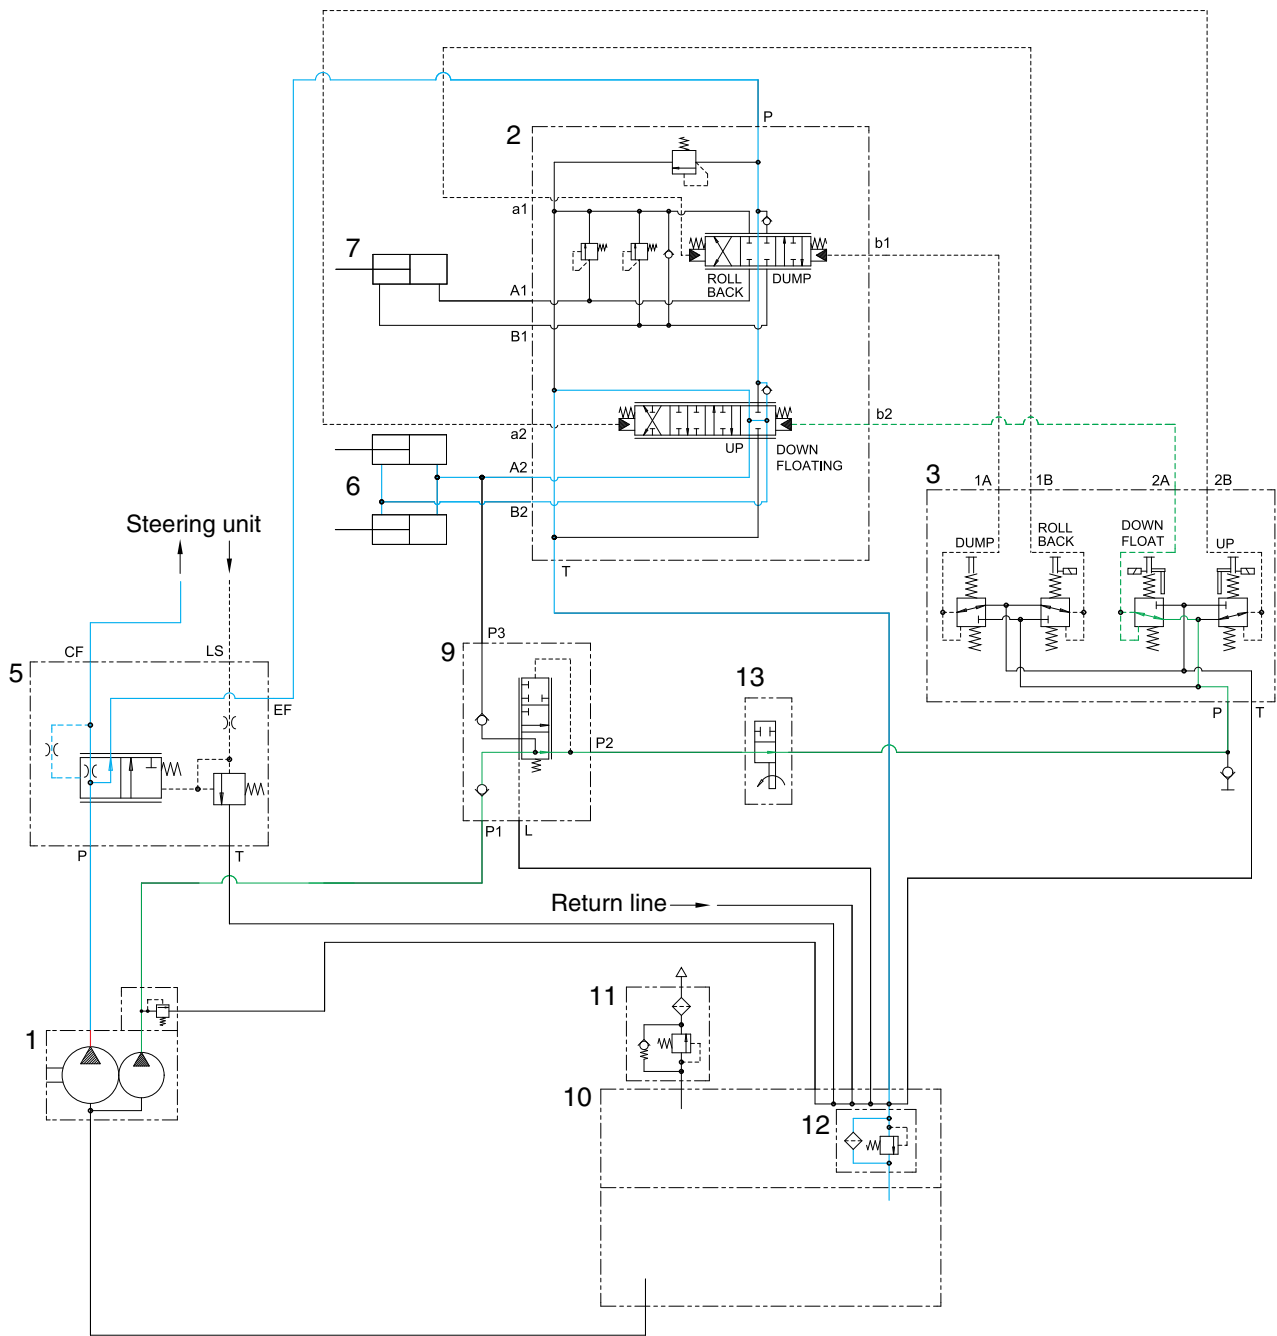 P
2
a1
b1
7
ROLL
BACK
DUMP
A1
B1
b2
a2
UP
DOWN
FLOATING
A2
6
B2
3
1A
1B
2A
2B
Steering unit
DUMP
ROLL
BACK
DOWN
FLOAT
UP
T
P3
CF
LS
9
5
13
EF
P
T
P2
P1
L
P
T
Return line
11
1
10
12